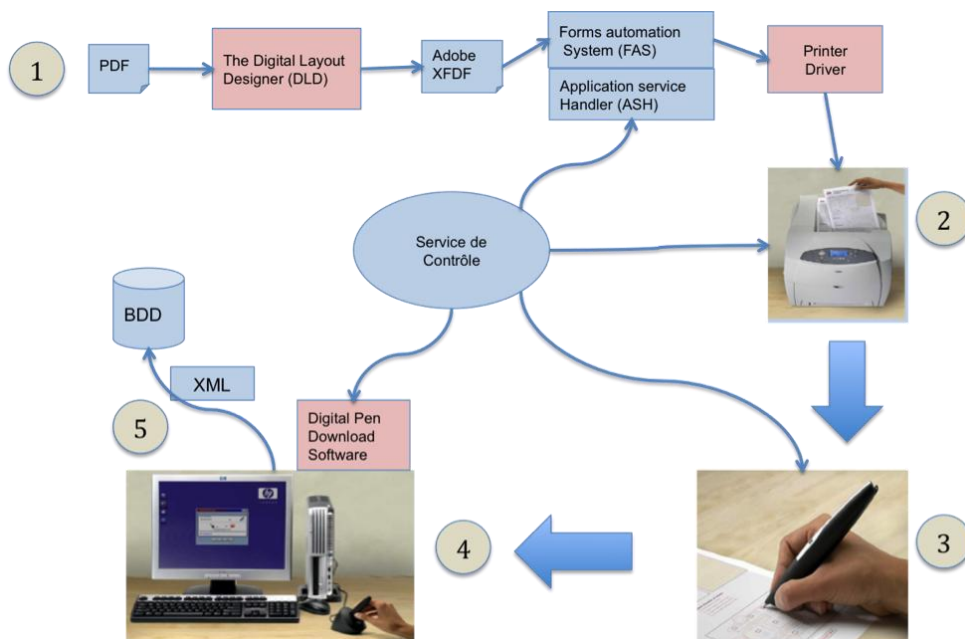 1
PDF
The Digital Layout
Designer (DLD)
Adobe
XFDF
Forms automation
System (FAS)
Application service
Handler (ASH)
Printer
Driver
2
Service de
Contrôle
BDD
XML
5
Digital Pen
Download
Software
4
3